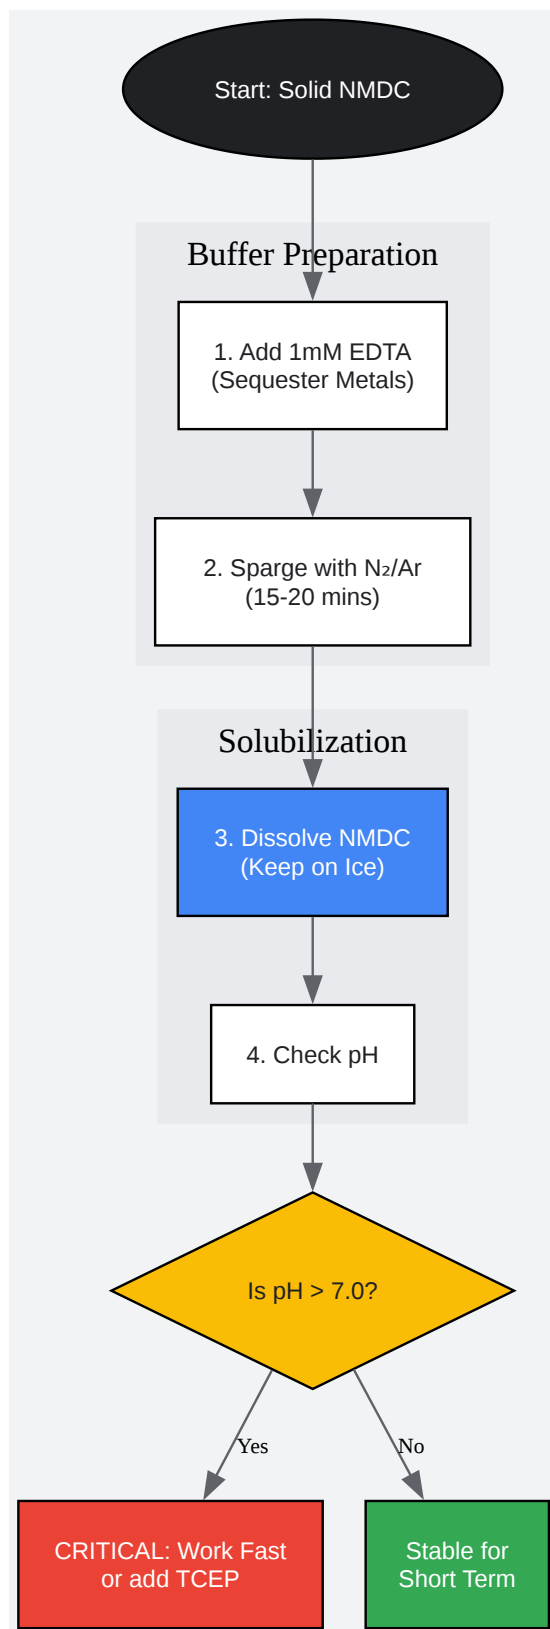 Start: Solid NMDC
Buffer Preparation
1. Add 1mM EDTA
(Sequester Metals)
2. Sparge with N₂/Ar
(15-20 mins)
Solubilization
3. Dissolve NMDC
(Keep on Ice)
4. Check pH
Is pH > 7.0?
Yes
No
CRITICAL: Work Fast
or add TCEP
Stable for
Short Term